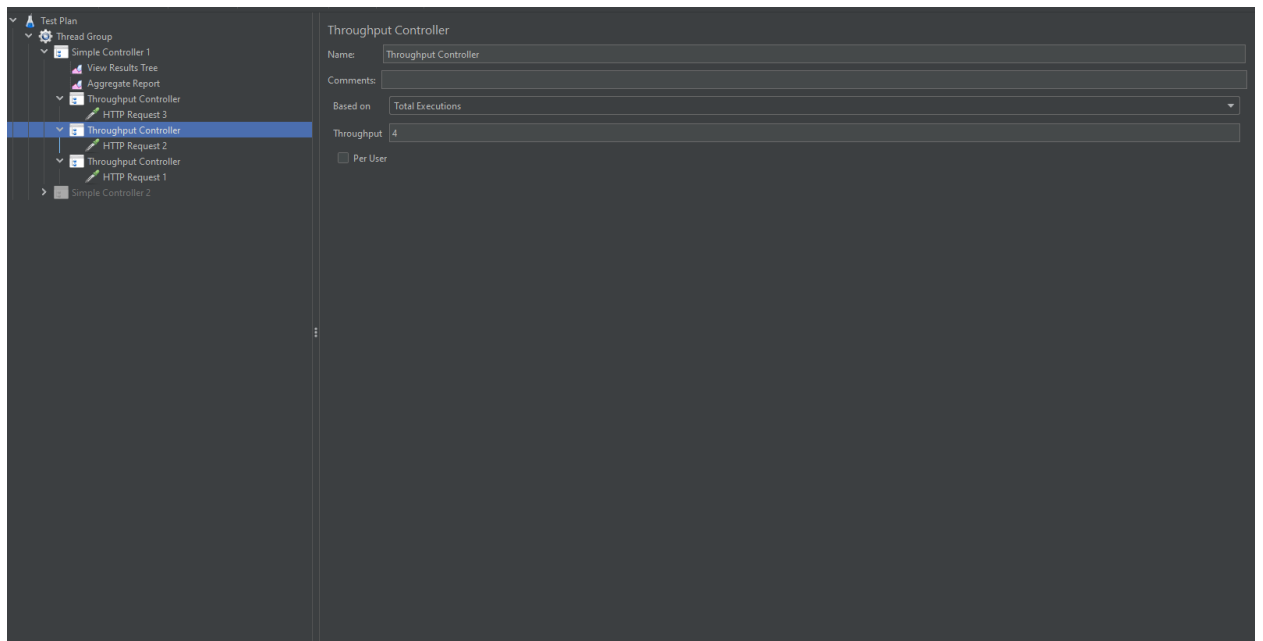 Test Plan
Thread Group
Simple Controller 1
View Results Tree
Aggregate Report
Throughput Controller
HTTP Request 3
Throughput Controller
HTTP Request 2
Throughput Controller
HTTP Request 1
Simple Controller 2
Throughput Controller
Name: Throughput Controller
Comments:
Based on Total Executions
Throughput 4
Per User